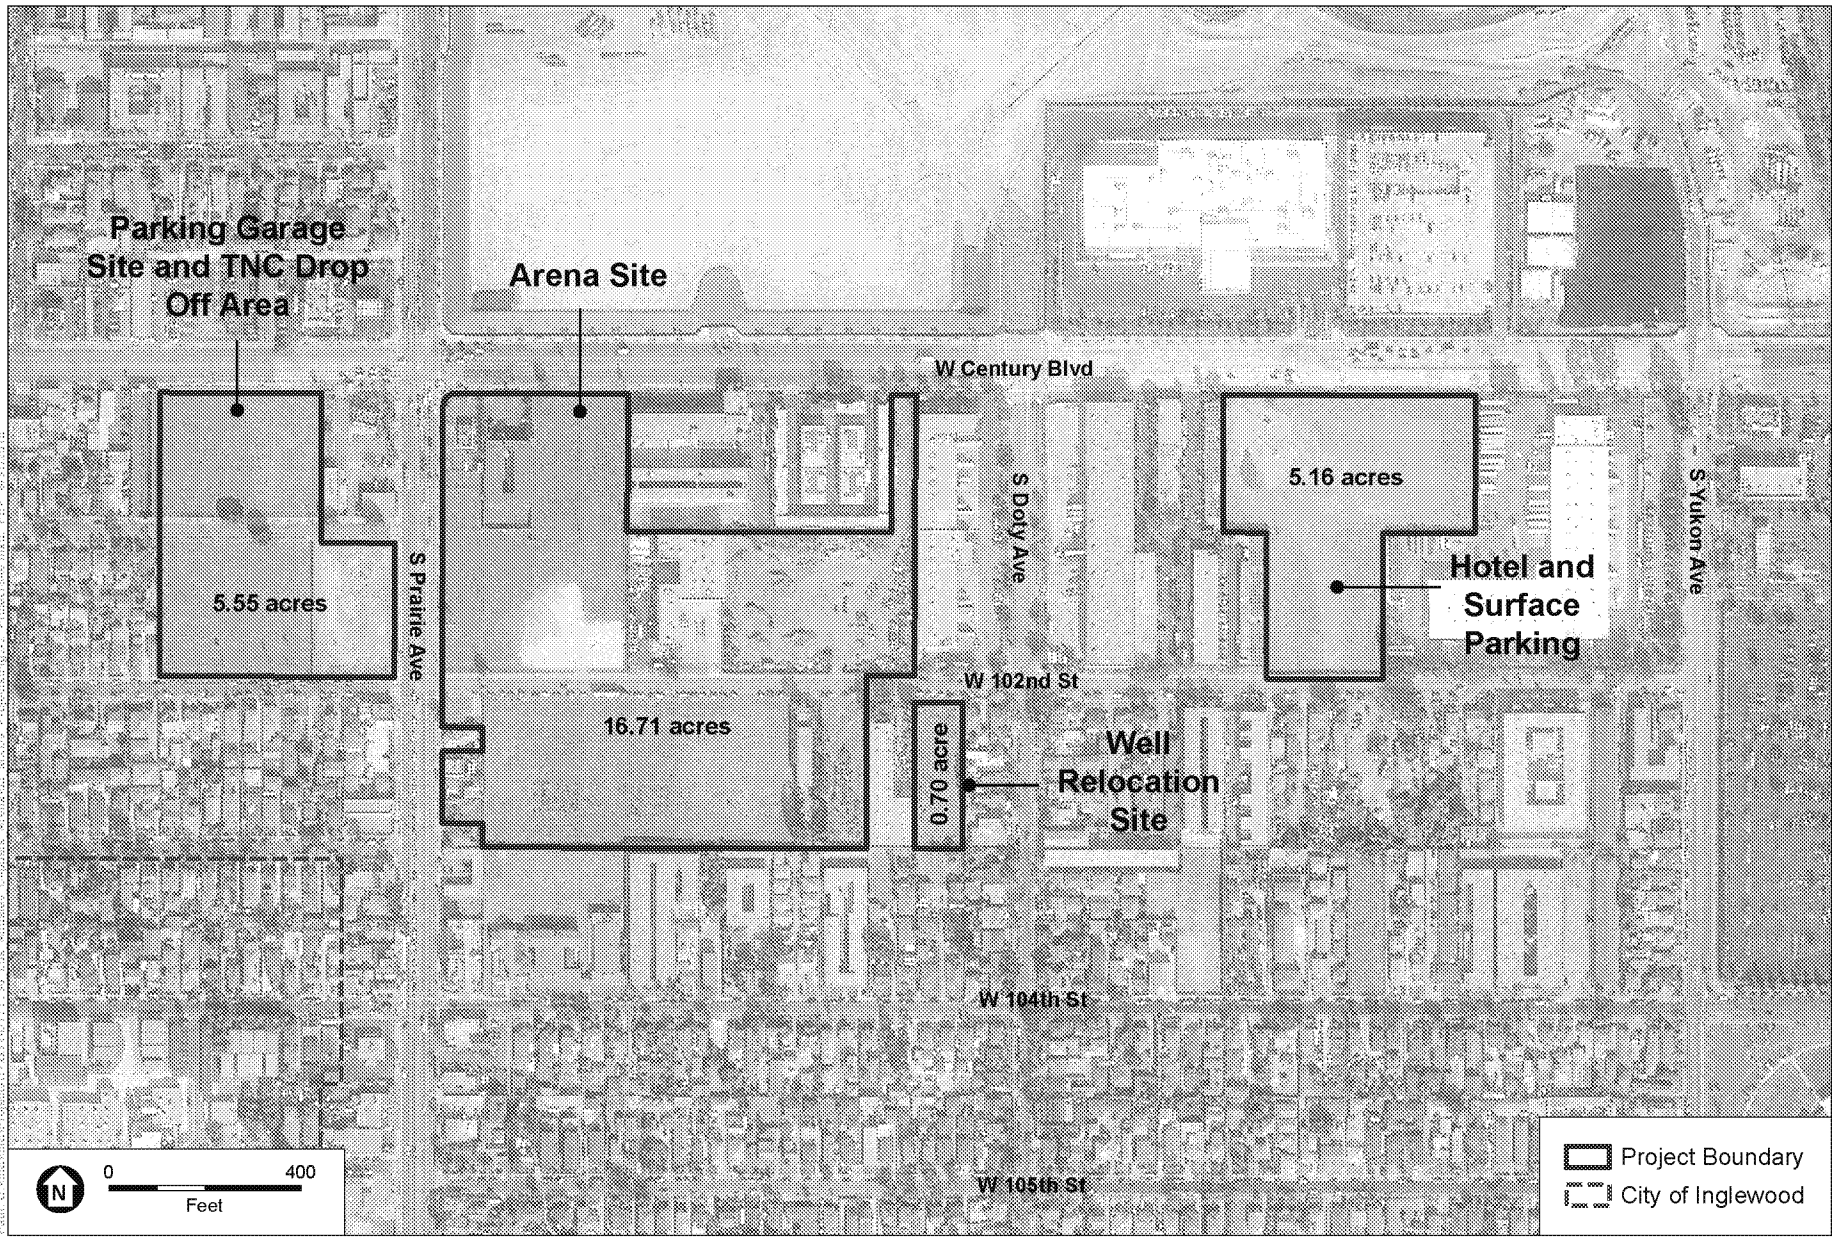 Parking Garage
Site and TNC Drop
Off Area
Arena Site
W Century Blvd
5.16 acres
S Doty Ave
S Yukon Ave
S Prairie Ave
5.55 acres
Hotel and
Surface
Parking
W 102nd St
16.71 acres
0.70 acre
Well
Relocation
Site
W 104th St
W 105th St
N
0 400
Feet
Project Boundary
City of Inglewood